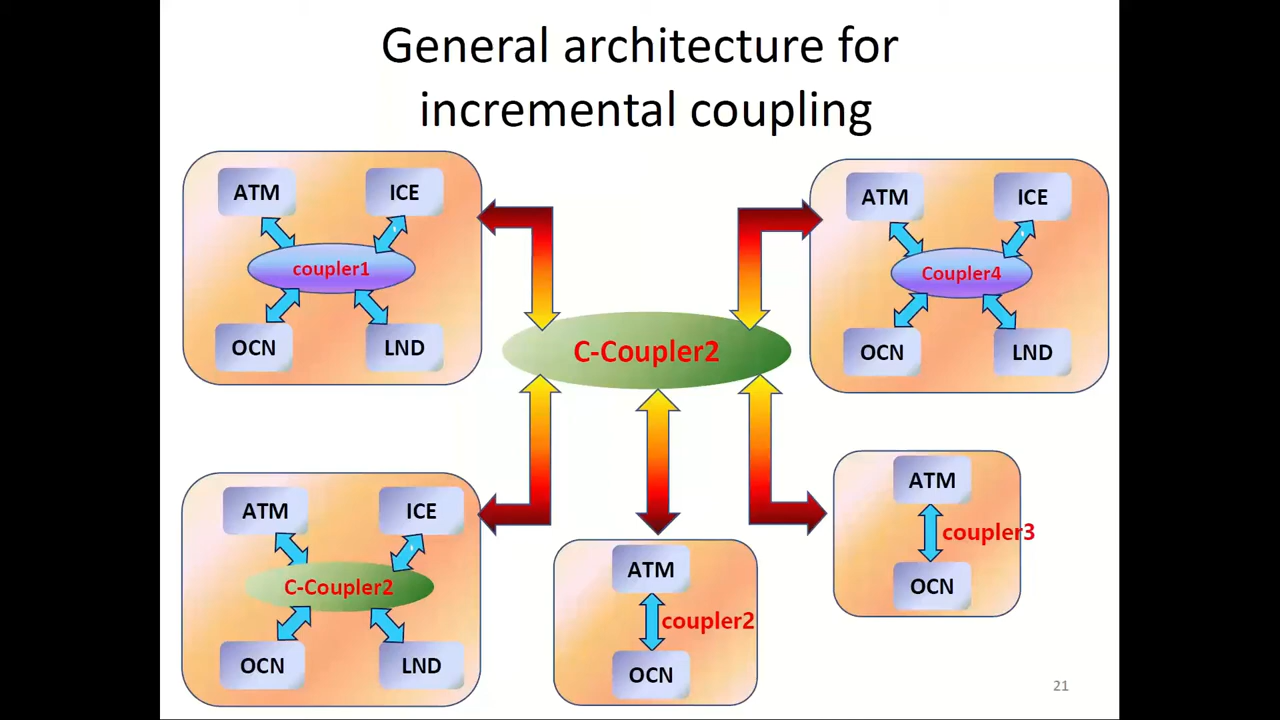 General architecture for
incremental coupling
ATM
ICE
coupler1
OCN
LND
ATM
ICE
Coupler4
OCN
LND
C-Coupler2
ATM
ICE
C-Coupler2
OCN
LND
ATM
coupler2
OCN
ATM
coupler3
OCN
21